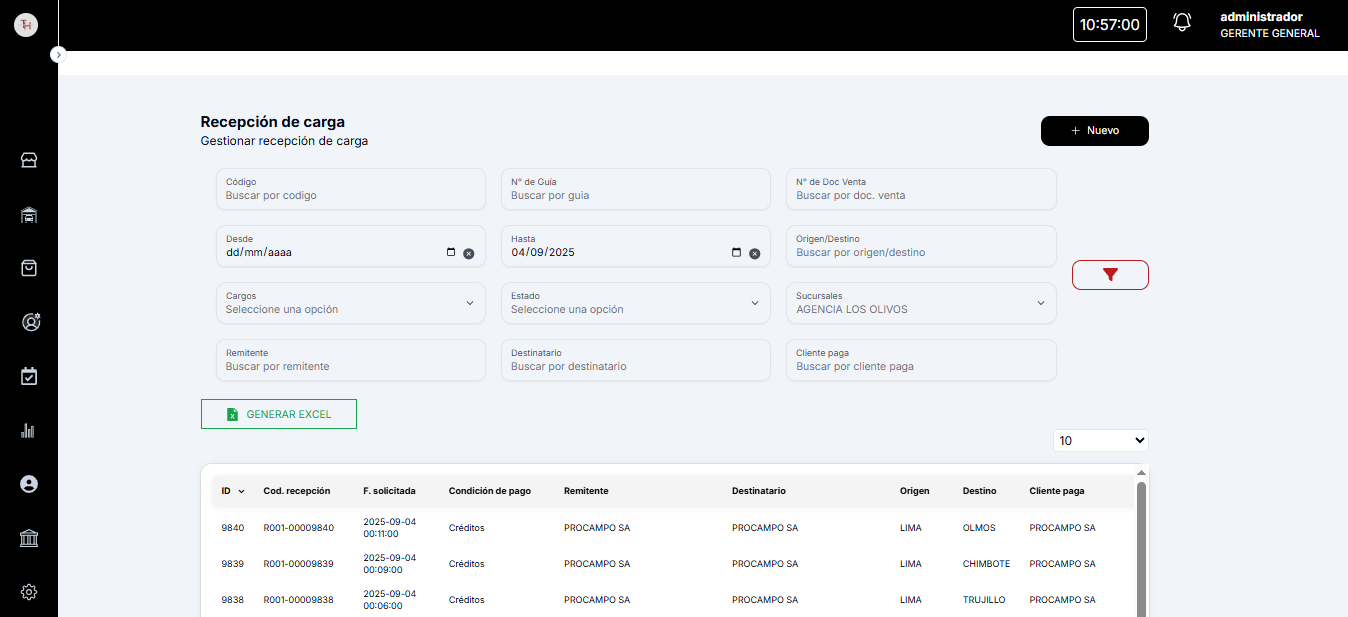 TH
10:57:00
administrador
GERENTE GENERAL
Recepción de carga
Gestionar recepción de carga
+ Nuevo
Código
Buscar por codigo
N° de Guía
Buscar por guia
N° de Doc Venta
Buscar por doc. venta
Desde
dd/mm/aaaa
Hasta
04/09/2025
Origen/Destino
Buscar por origen/destino
Cargos
Seleccione una opción
Estado
Seleccione una opción
Sucursales
AGENCIA LOS OLIVOS
Remitente
Buscar por remitente
Destinatario
Buscar por destinatario
Cliente paga
Buscar por cliente paga
GENERAR EXCEL
10
ID Cod. recepción F. solicitada Condición de pago Remitente Destinatario Origen Destino Cliente paga
9840 R001-00009840 2025-09-04 00:11:00 Créditos PROCAMPO SA PROCAMPO SA LIMA OLMOS PROCAMPO SA
9839 R001-00009839 2025-09-04 00:09:00 Créditos PROCAMPO SA PROCAMPO SA LIMA CHIMBOTE PROCAMPO SA
9838 R001-00009838 2025-09-04 00:06:00 Créditos PROCAMPO SA PROCAMPO SA LIMA TRUJILLO PROCAMPO SA